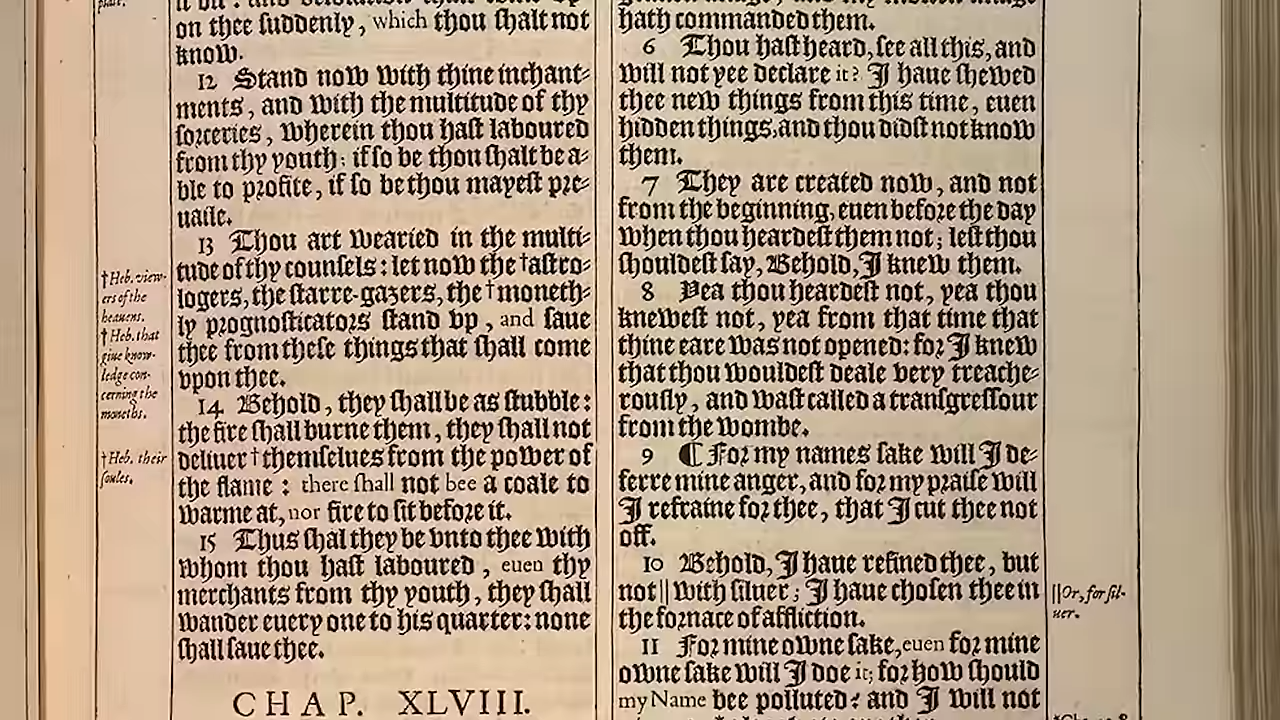 on thee suddenly, which thou shalt not
know.
12 Stand now with thine inchant-
ments, and with the multitude of thy
sorceries, wherein thou hast laboured
from thy youth; if so be thou shalt be a-
ble to profite, if so be thou mayest pre-
uaile.
13 Thou art wearied in the multi-
tude of thy counsels: let now the †astro-
logers, the starre-gazers, the †moneth-
ly prognosticators stand vp, and saue
thee from these things that shall come
vpon thee.
14 Behold, they shall be as stubble:
the fire shall burne them, they shall not
deliuer †themselues from the power of
the flame: there shall not bee a coale to
warme at, nor fire to sit before it.
15 Thus shal they be vnto thee with
whom thou hast laboured, euen thy
merchants from thy youth, they shall
wander euery one to his quarter: none
shall saue thee.
CHAP. XLVIII.
†Heb. view-
ers of the
heauens.
†Heb. that
giue know-
ledge con-
cerning the
moneths.
†Heb. their
soules.
hath commanded them.
6 Thou hast heard, see all this, and
will not yee declare it? I haue shewed
thee new things from this time, euen
hidden things, and thou didst not know
them.
7 They are created now, and not
from the beginning, euen before the day
when thou heardest them not; lest thou
shouldest say, Behold, I knew them.
8 Yea thou heardest not, yea thou
knewest not, yea from that time that
thine eare was not opened: for I knew
that thou wouldest deale very treache-
rously, and wast called a transgressour
from the wombe.
9 ¶ For my names sake will I de-
ferre mine anger, and for my praise will
I refraine for thee, that I cut thee not
off.
10 Behold, I haue refined thee, but
not ||with siluer; I haue chosen thee in
the fornace of affliction.
11 For mine owne sake, euen for mine
owne sake will I doe it; for how should
my Name bee polluted? and I will not
||Or, for sil-
uer.